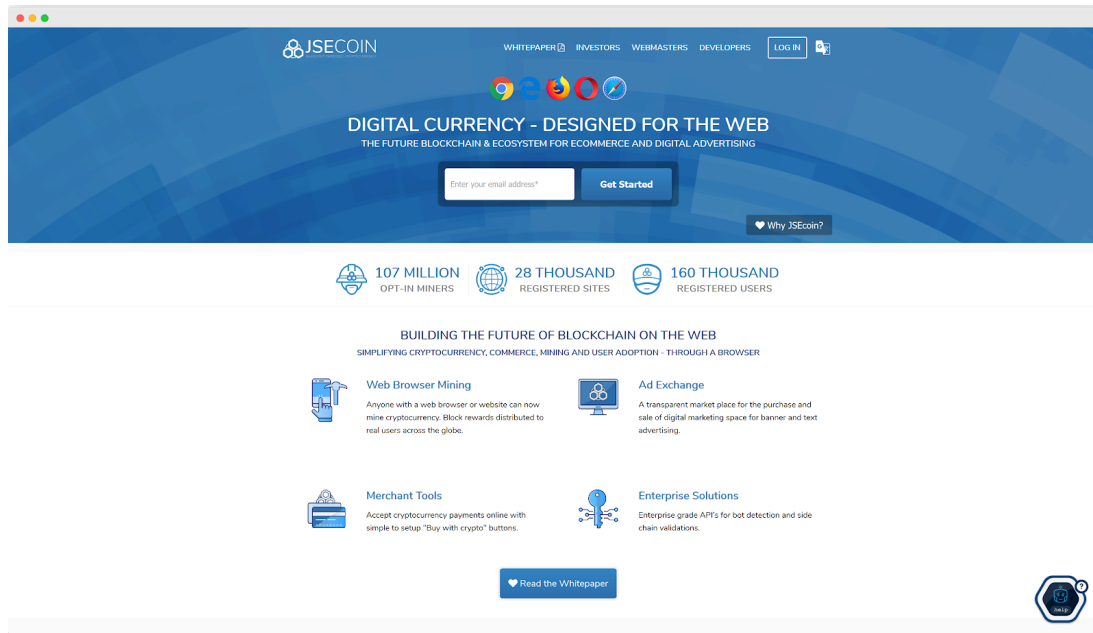 JSECOIN
WHITEPAPER INVESTORS WEBMASTERS DEVELOPERS LOG IN
DIGITAL CURRENCY - DESIGNED FOR THE WEB
THE FUTURE BLOCKCHAIN & ECOSYSTEM FOR ECOMMERCE AND DIGITAL ADVERTISING
Enter your email address* Get Started
Why JSEcoin?
107 MILLION
OPT-IN MINERS
28 THOUSAND
REGISTERED SITES
160 THOUSAND
REGISTERED USERS
BUILDING THE FUTURE OF BLOCKCHAIN ON THE WEB
SIMPLIFYING CRYPTOCURRENCY, COMMERCE, MINING AND USER ADOPTION - THROUGH A BROWSER
Web Browser Mining
Anyone with a web browser or website can now
mine cryptocurrency. Block rewards distributed to
real users across the globe.
Ad Exchange
A transparent market place for the purchase and
sale of digital marketing space for banner and text
advertising.
Merchant Tools
Accept cryptocurrency payments online with
simple to setup "Buy with crypto" buttons.
Enterprise Solutions
Enterprise grade API's for bot detection and side
chain validations.
Read the Whitepaper
?
help